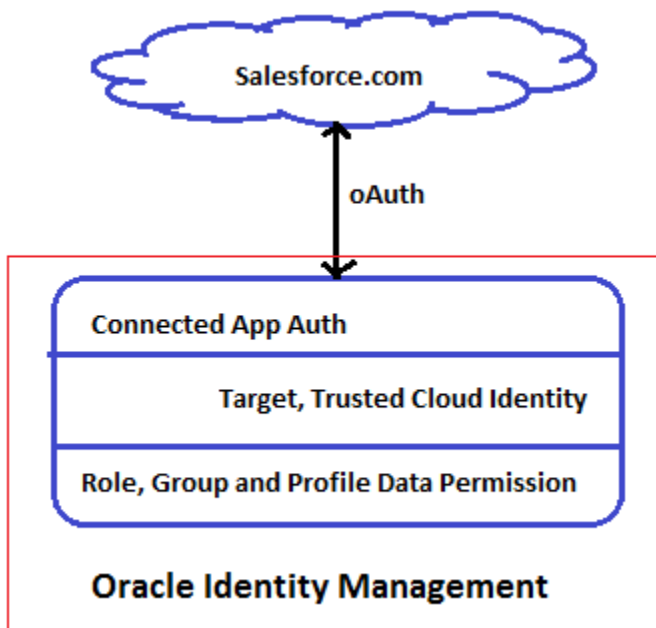 Salesforce.com
oAuth
Connected App Auth
Target, Trusted Cloud Identity
Role, Group and Profile Data Permission
Oracle Identity Management